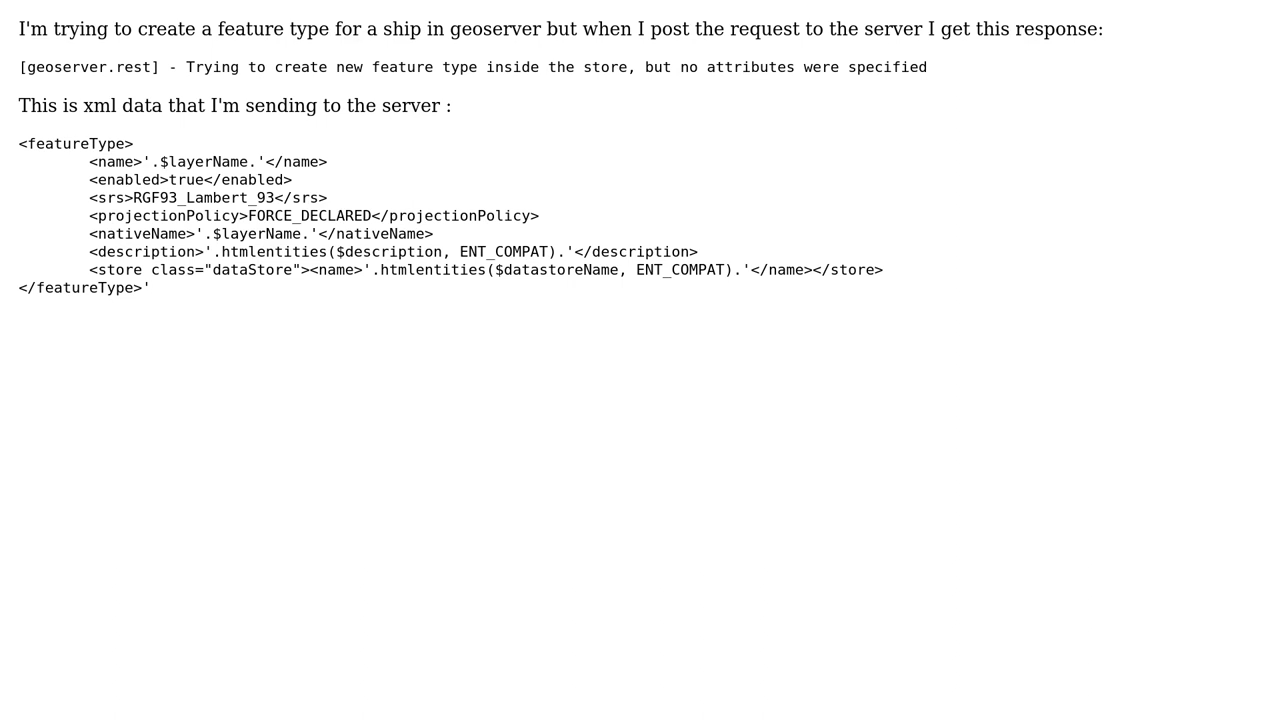 I'm trying to create a feature type for a ship in geoserver but when I post the request to the server I get this response:
[geoserver.rest] - Trying to create new feature type inside the store, but no attributes were specified
This is xml data that I'm sending to the server :
<featureType>
        <name>'.$layerName.'</name>
        <enabled>true</enabled>
        <srs>RGF93_Lambert_93</srs>
        <projectionPolicy>FORCE_DECLARED</projectionPolicy>
        <nativeName>'.$layerName.'</nativeName>
        <description>'.htmlentities($description, ENT_COMPAT).'</description>
        <store class="dataStore"><name>'.htmlentities($datastoreName, ENT_COMPAT).'</name></store>
</featureType>'